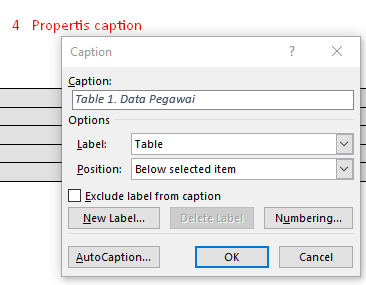 4 Propertis caption
Caption
?
Caption:
Table 1. Data Pegawai
Options
Label: Table
Position: Below selected item
Exclude label from caption
New Label... Delete Label Numbering...
AutoCaption... OK Cancel